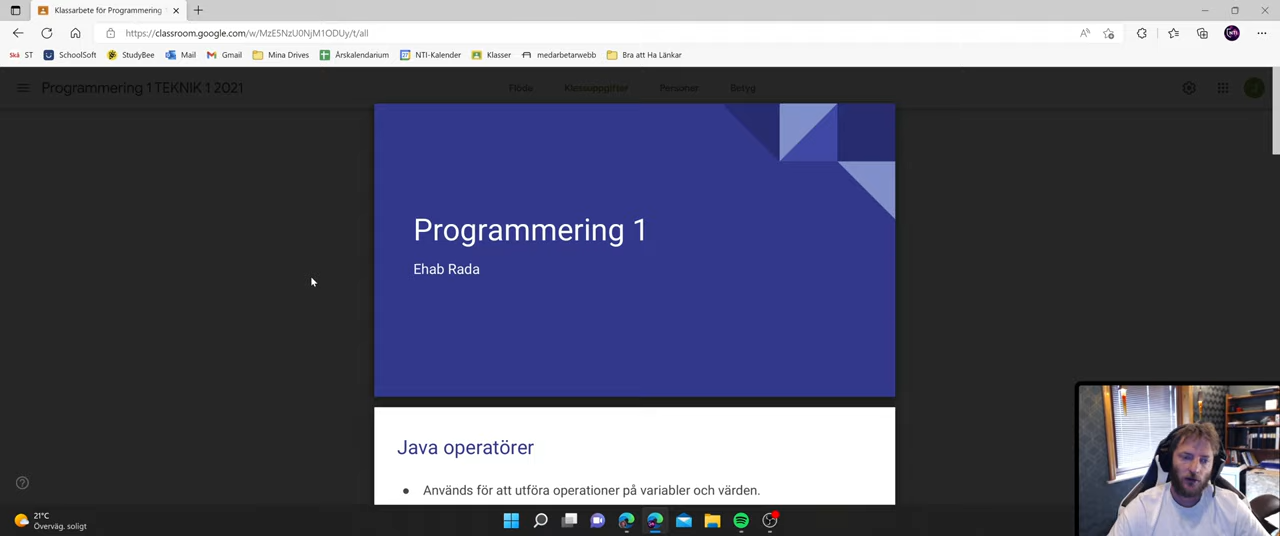 Klassarbete för Programmering
https://classroom.google.com/w/MzE5NzU0NjM1ODUy/t/all
Skå ST SchoolSoft StudyBee Mail Gmail Mina Drives Årskalendarium NTI-Kalender Klasser medarbetarwebb Bra att Ha Länkar
Programmering 1 TEKNIK 1 2021 Flöde Klassuppgifter Personer Betyg J
Programmering 1
Ehab Rada
Java operatörer
● Används för att utföra operationer på variabler och värden.
21°C
Överväg. soligt